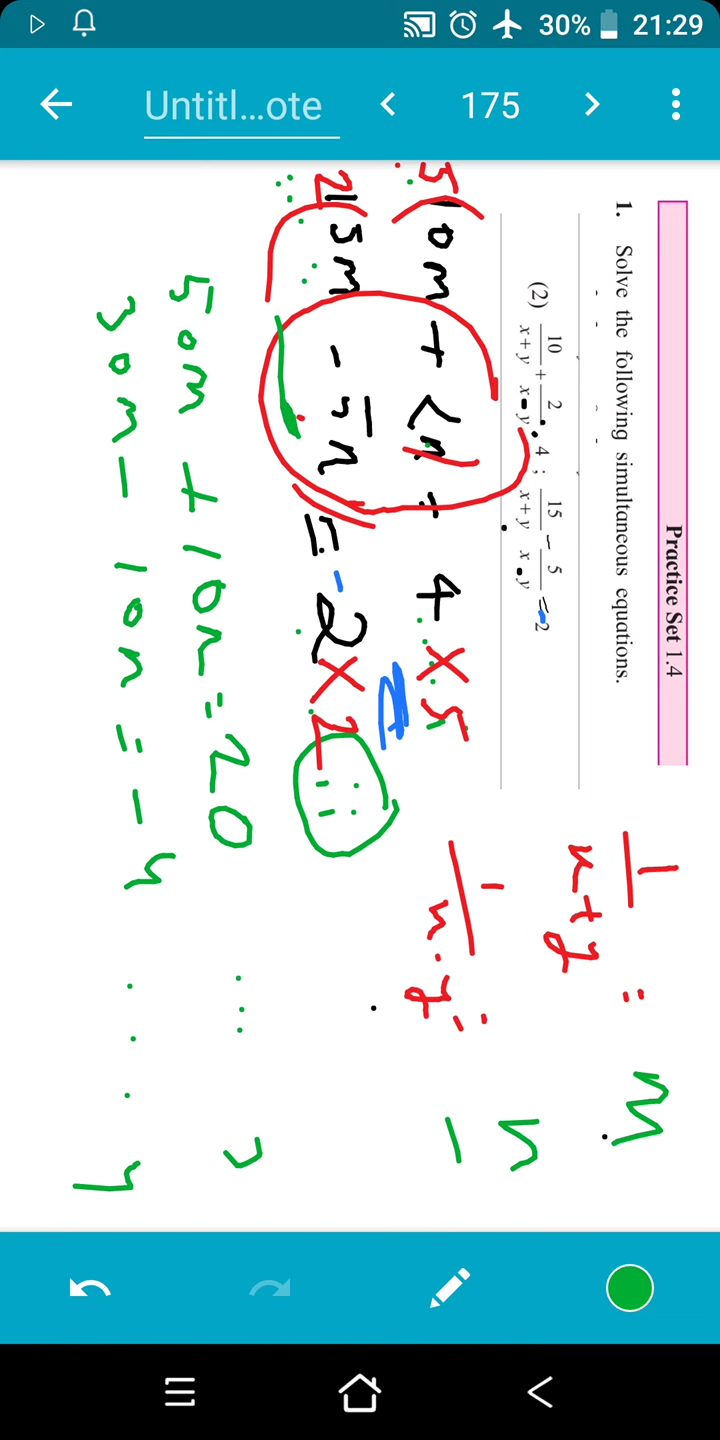 30% 21:29
Untitl...ote
175
Practice Set 1.4
1. Solve the following simultaneous equations.
(2) 10/x+y + 2/x-y . 4 ; 15/x+y - 5/x.y = -2
1/x+y =
m
1/x-y =
n
5
10m + 4 × 5
2
15m - 5n = -2 × 2
50m + 10n = 20
30m - 10n = -4